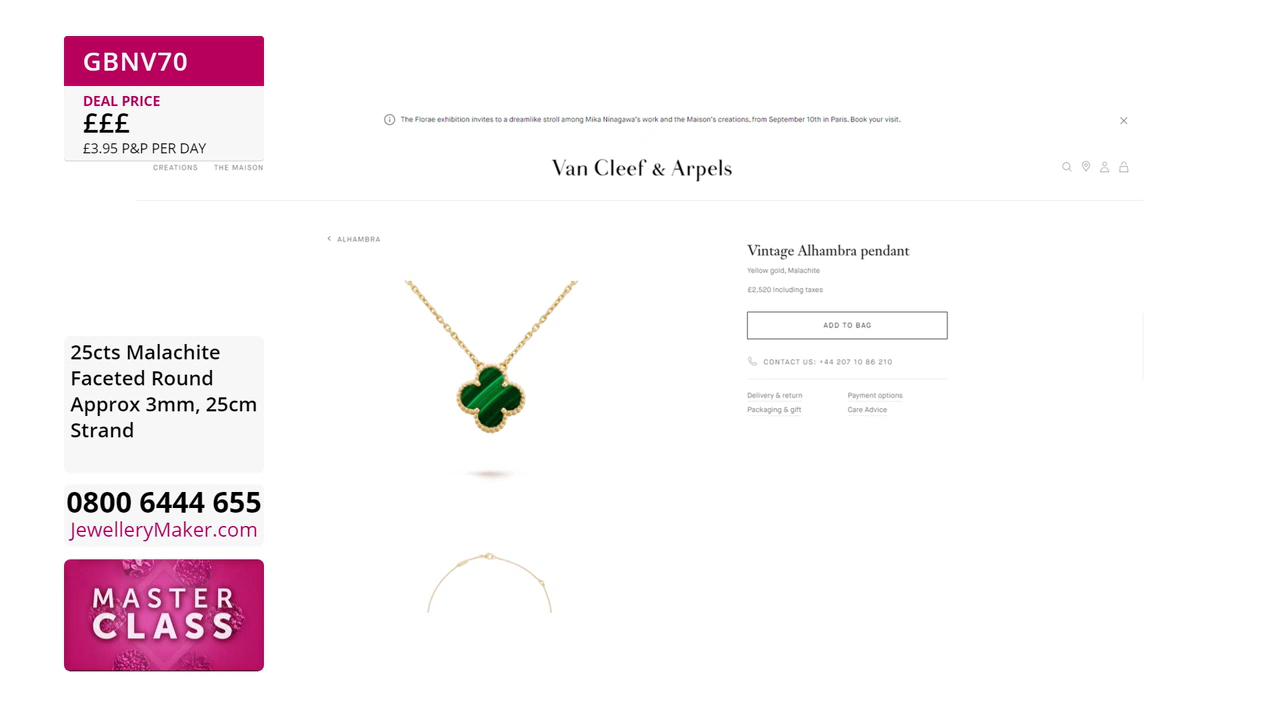 GBNV70
DEAL PRICE
£££
£3.95 P&P PER DAY
The Florae exhibition invites to a dreamlike stroll among Mika Ninagawa's work and the Maison's creations, from September 10th in Paris. Book your visit.
CREATIONS THE MAISON
Van Cleef & Arpels
ALHAMBRA
Vintage Alhambra pendant
Yellow gold, Malachite
£2,520 Including taxes
ADD TO BAG
CONTACT US: +44 207 10 86 210
Delivery & return Payment options
Packaging & gift Care Advice
25cts Malachite
Faceted Round
Approx 3mm, 25cm
Strand
0800 6444 655
JewelleryMaker.com
MASTER
CLASS